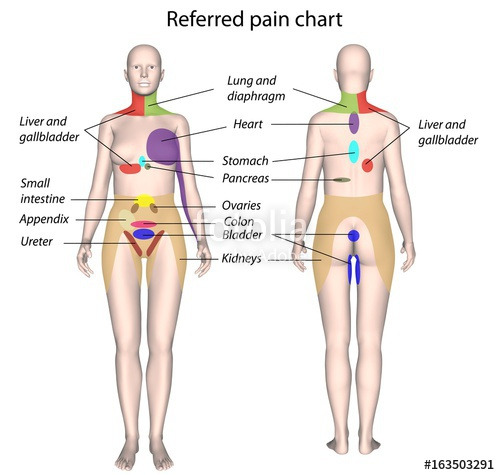 Referred pain chart
Lung and
diaphragm
Liver and
gallbladder
Heart
Liver and
gallbladder
Stomach
Pancreas
Small
intestine
Ovaries
Appendix
Colon
Ureter
Bladder
Kidneys
fotolia
#163503291